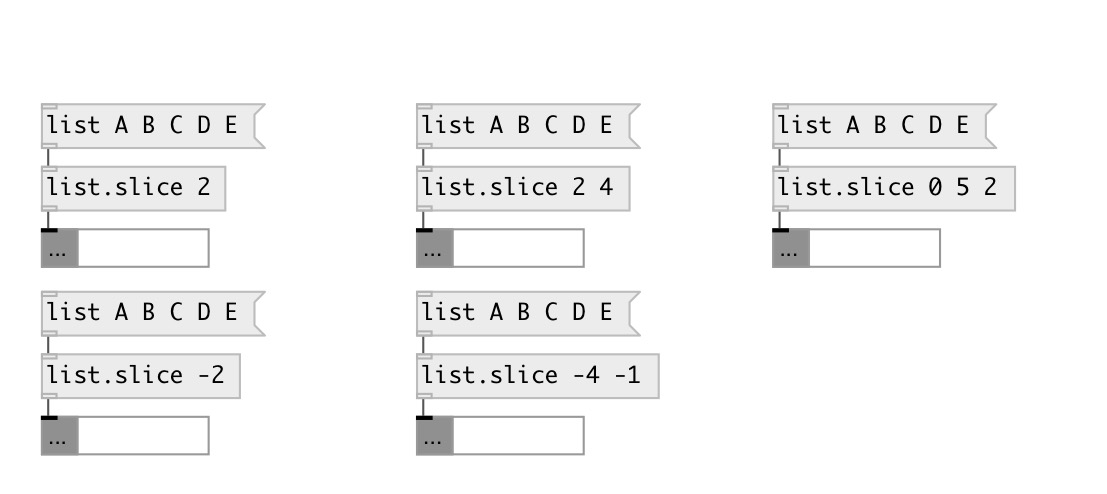 list A B C D E
list.slice 2
...
list A B C D E
list.slice -2
...
list A B C D E
list.slice 2 4
...
list A B C D E
list.slice -4 -1
...
list A B C D E
list.slice 0 5 2
...